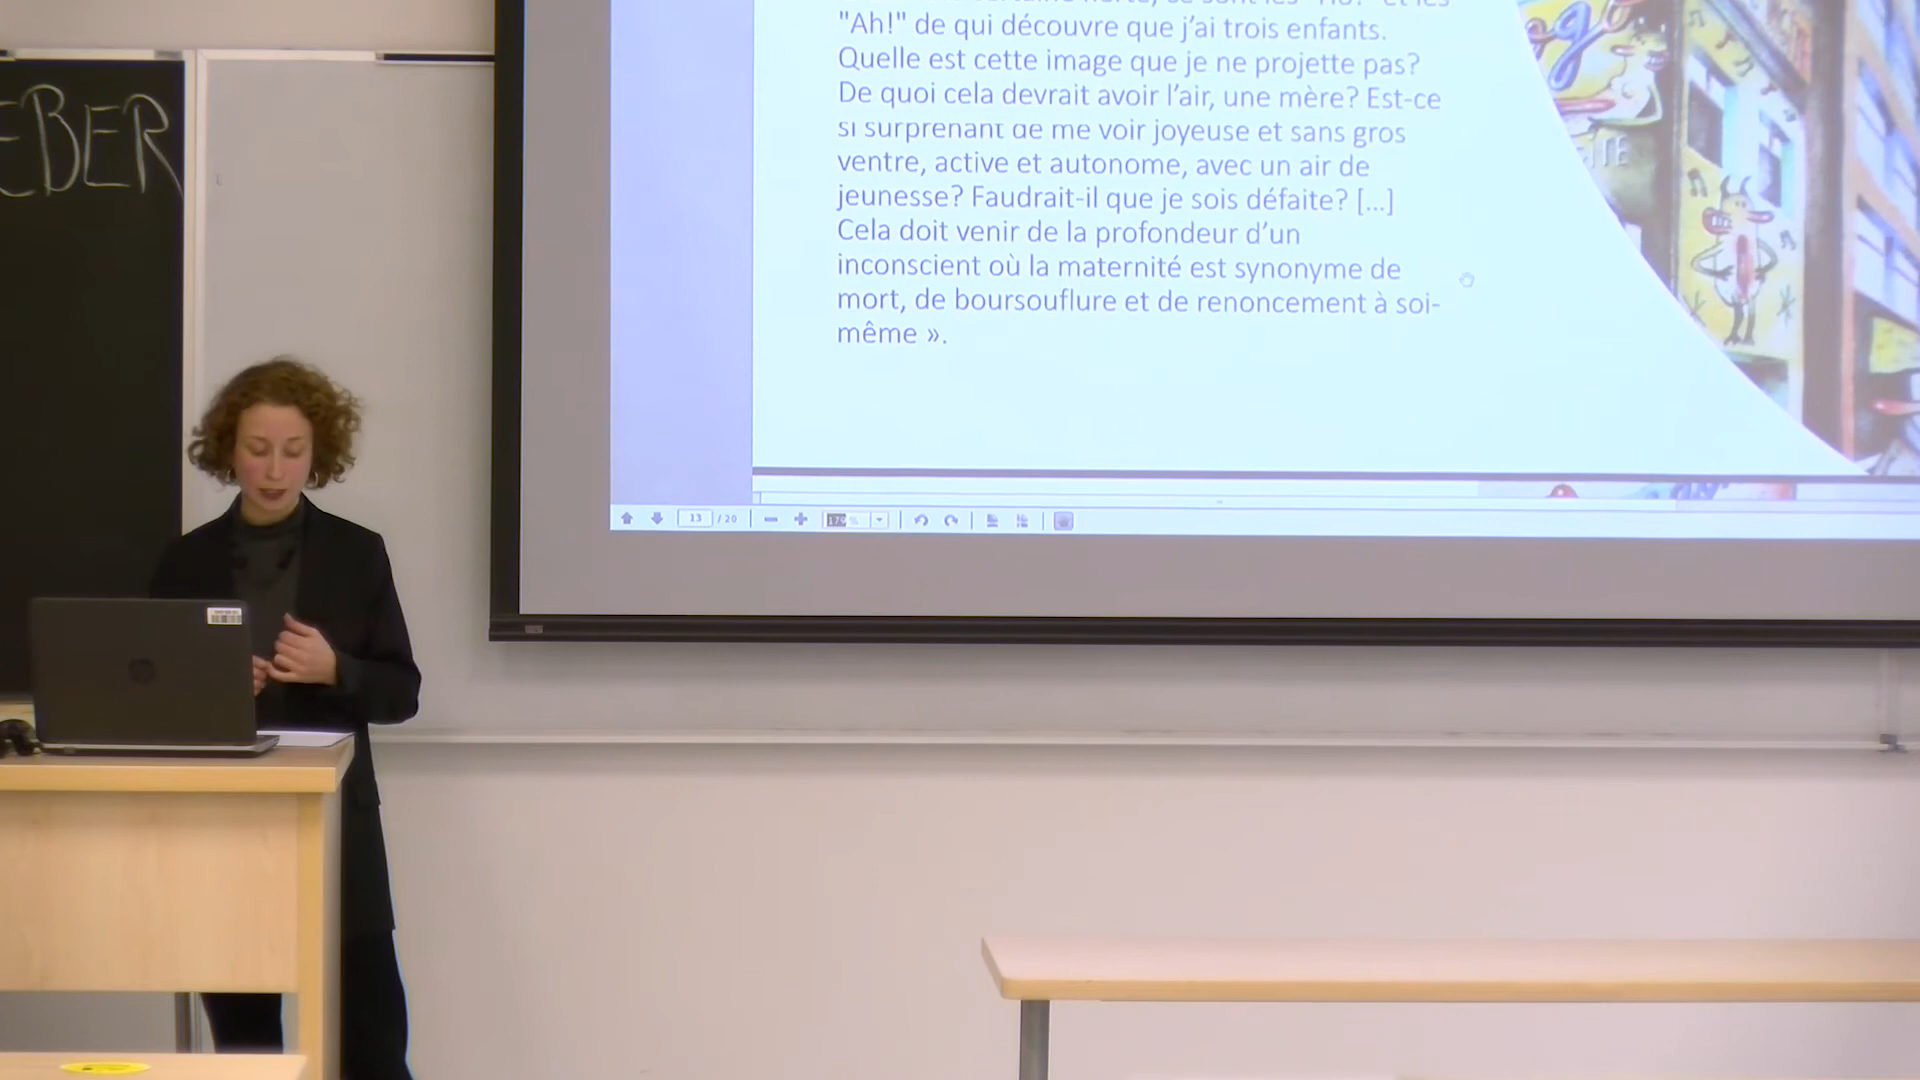 EBER
"Ah!" de qui découvre que j'ai trois enfants.
Quelle est cette image que je ne projette pas?
De quoi cela devrait avoir l'air, une mère? Est-ce
si surprenant de me voir joyeuse et sans gros
ventre, active et autonome, avec un air de
jeunesse? Faudrait-il que je sois défaite? [...]
Cela doit venir de la profondeur d'un
inconscient où la maternité est synonyme de
mort, de boursouflure et de renoncement à soi-
même ».
13 / 20